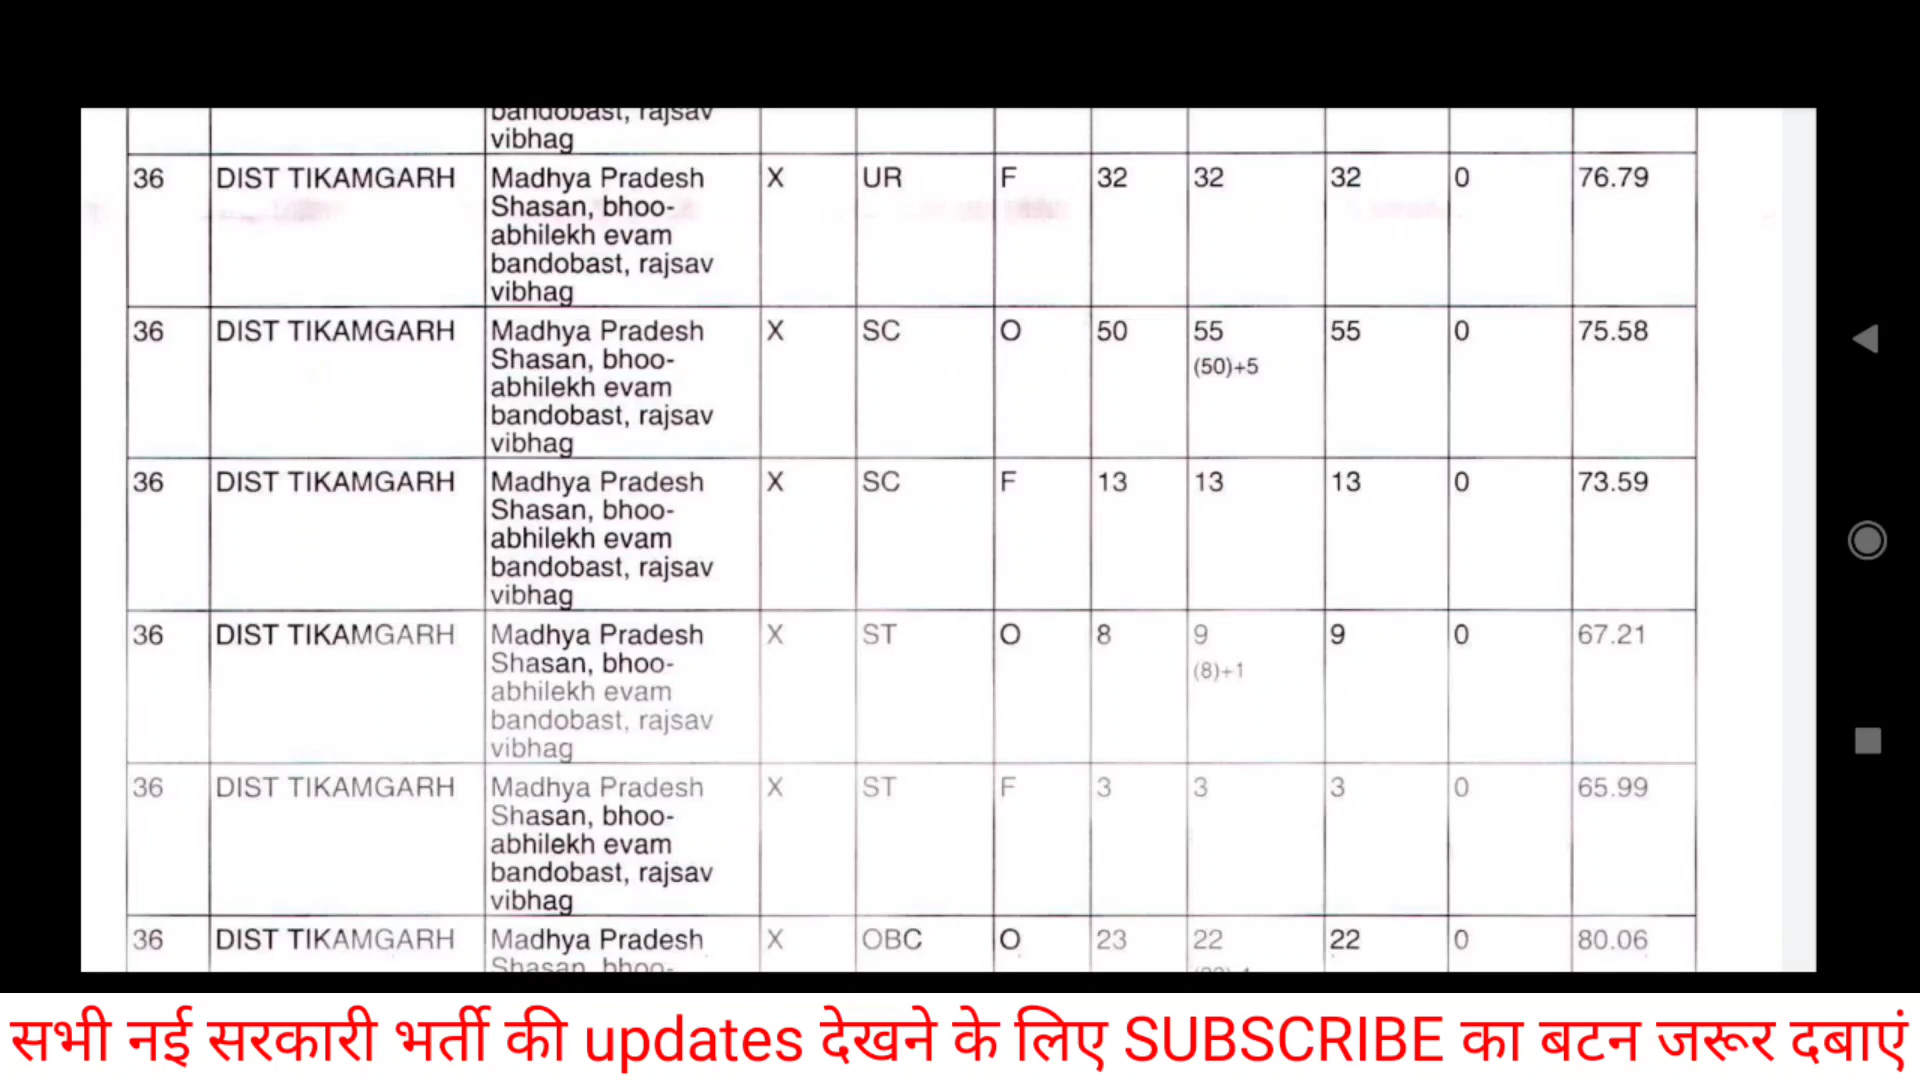 bandobast, rajsav
vibhag
36 DIST TIKAMGARH Madhya Pradesh X UR F 32 32 32 0 76.79
Shasan, bhoo-
abhilekh evam
bandobast, rajsav
vibhag
36 DIST TIKAMGARH Madhya Pradesh X SC O 50 55 55 0 75.58
Shasan, bhoo- (50)+5
abhilekh evam
bandobast, rajsav
vibhag
36 DIST TIKAMGARH Madhya Pradesh X SC F 13 13 13 0 73.59
Shasan, bhoo-
abhilekh evam
bandobast, rajsav
vibhag
36 DIST TIKAMGARH Madhya Pradesh X ST O 8 9 9 0 67.21
Shasan, bhoo- (8)+1
abhilekh evam
bandobast, rajsav
vibhag
36 DIST TIKAMGARH Madhya Pradesh X ST F 3 3 3 0 65.99
Shasan, bhoo-
abhilekh evam
bandobast, rajsav
vibhag
36 DIST TIKAMGARH Madhya Pradesh X OBC O 23 22 22 0 80.06
Shasan, bhoo-
सभी नई सरकारी भर्ती की updates देखने के लिए SUBSCRIBE का बटन जरूर दबाएं